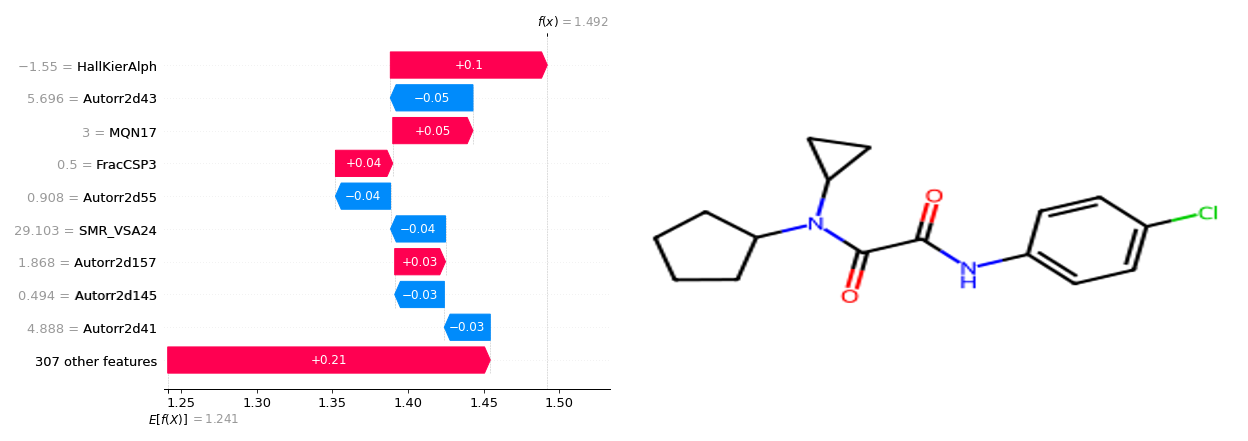 f(x) = 1.492
−1.55 = HallKierAlph +0.1
5.696 = Autorr2d43 −0.05
3 = MQN17 +0.05
0.5 = FracCSP3 +0.04
0.908 = Autorr2d55 −0.04
29.103 = SMR_VSA24 −0.04
1.868 = Autorr2d157 +0.03
0.494 = Autorr2d145 −0.03
4.888 = Autorr2d41 −0.03
307 other features +0.21
1.25 1.30 1.35 1.40 1.45 1.50
E[f(X)] = 1.241
O
Cl
N
N
H
O